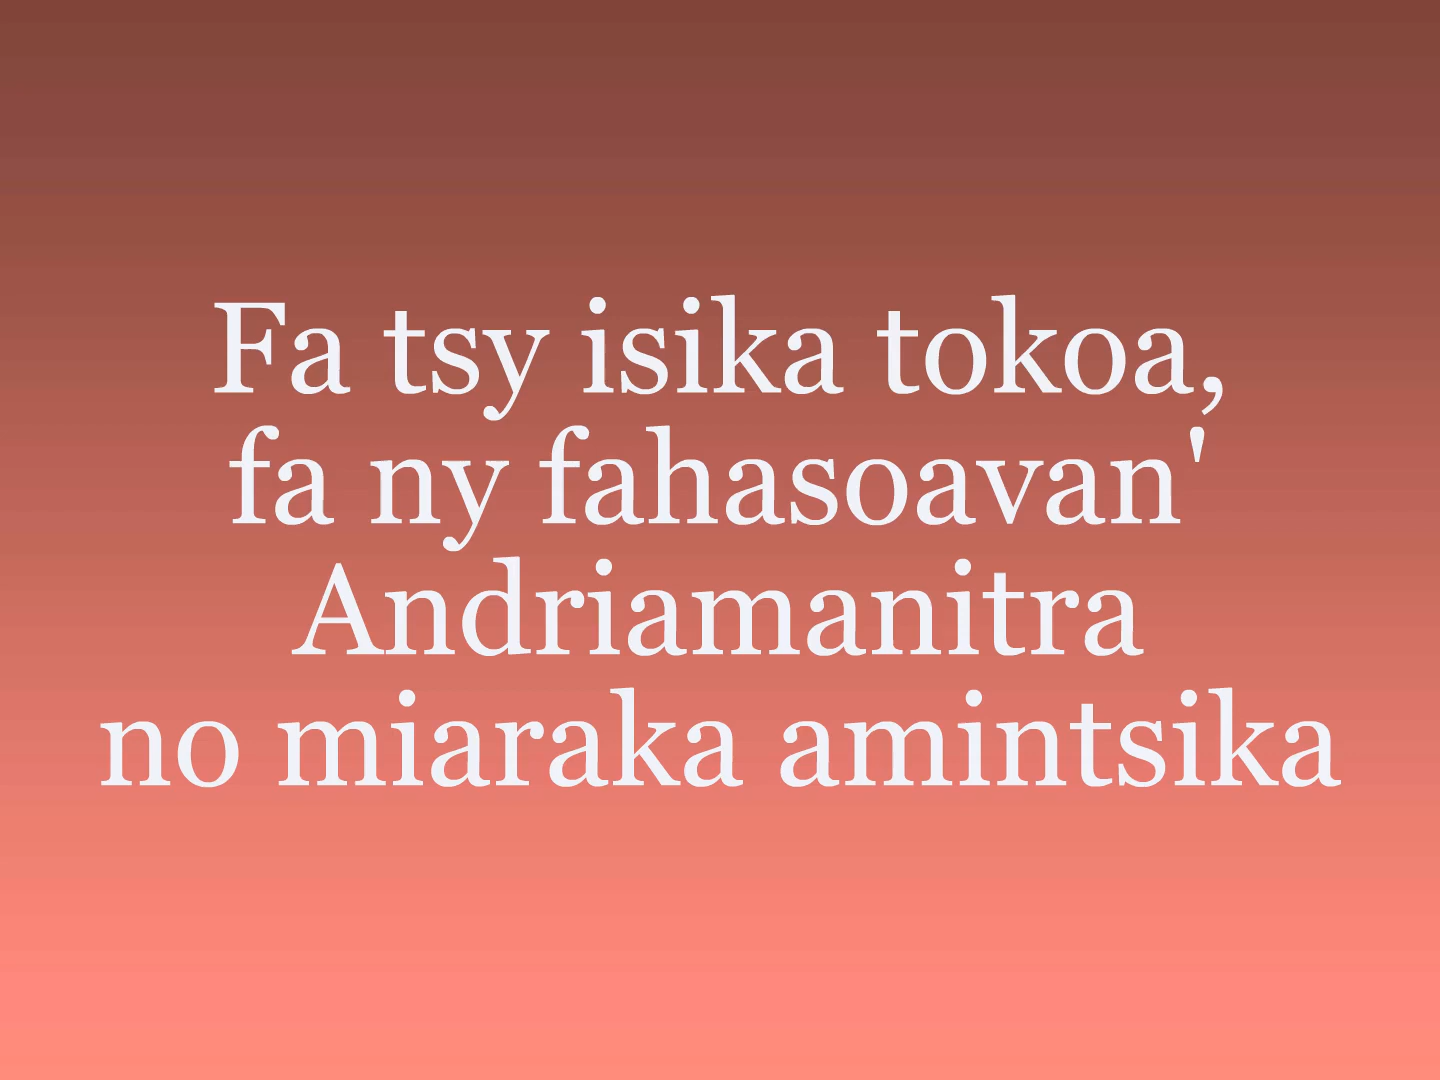 Fa tsy isika tokoa,
fa ny fahasoavan'
Andriamanitra
no miaraka amintsika